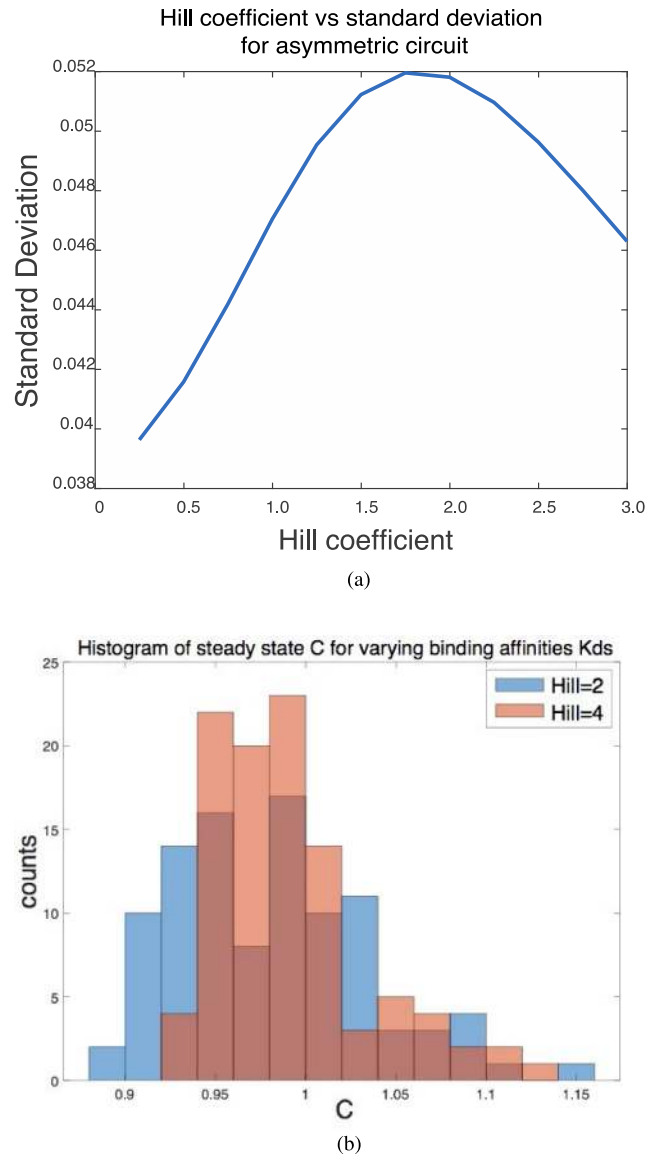 Hill coefficient vs standard deviation
for asymmetric circuit
0.052
0.05
0.048
0.046
0.044
0.042
0.04
0.038
Standard Deviation
0 0.5 1.0 1.5 2.0 2.5 3.0
Hill coefficient
(a)
Histogram of steady state C for varying binding affinities Kds
25
20
15
10
5
0
counts
Hill=2
Hill=4
0.9 0.95 1 1.05 1.1 1.15
C
(b)